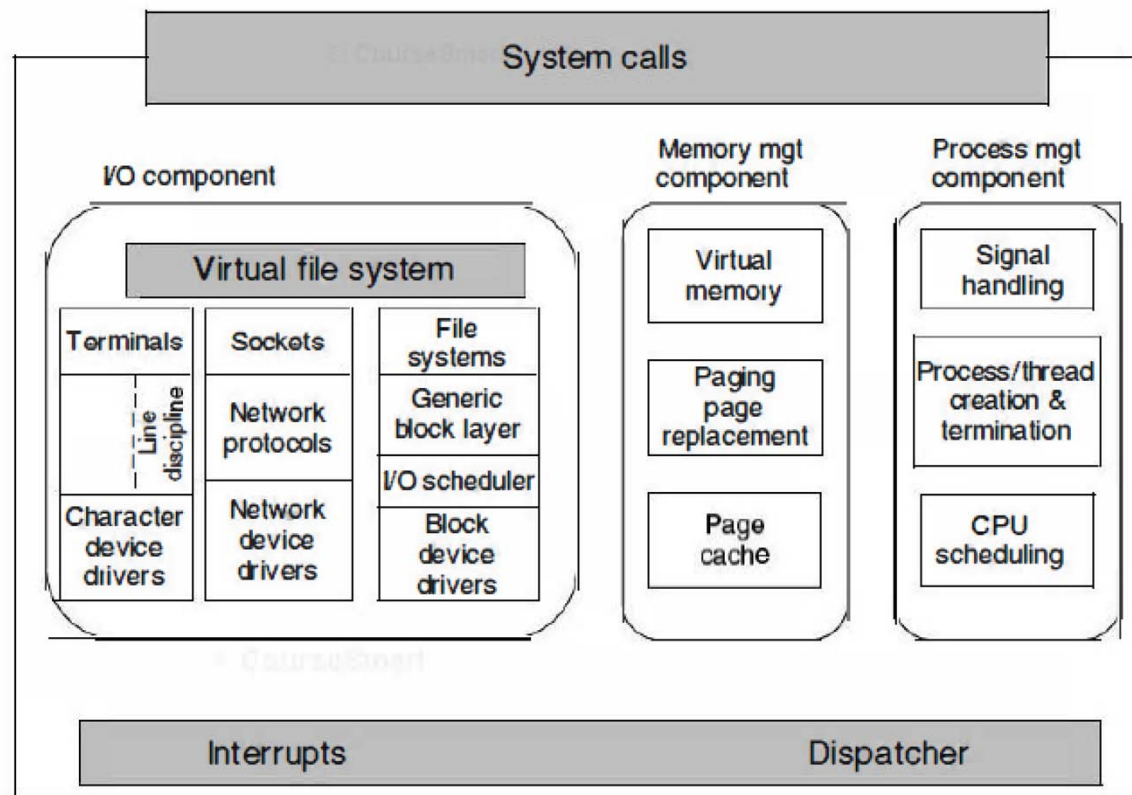 System calls
I/O component
Memory mgt
component
Process mgt
component
Virtual file system
Terminals
Line
discipline
Character
device
drivers
Sockets
Network
protocols
Network
device
drivers
File
systems
Generic
block layer
I/O scheduler
Block
device
drivers
Virtual
memory
Paging
page
replacement
Page
cache
Signal
handling
Process/thread
creation &
termination
CPU
scheduling
CourseSmart
Interrupts
Dispatcher